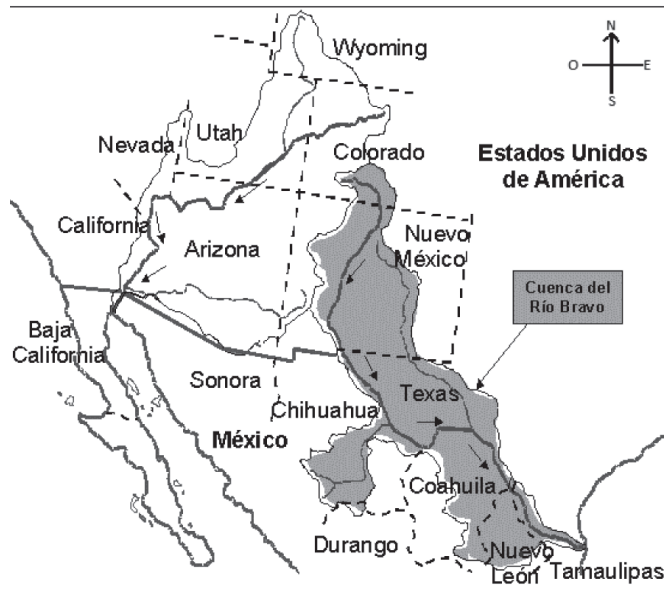 Wyoming
N
O
E
S
Utah
Nevada
Colorado
Estados Unidos
de América
California
Arizona
Nuevo
México
Cuenca del
Río Bravo
Baja
California
Sonora
Texas
Chihuahua
México
Coahuila
Durango
Nuevo
León
Tamaulipas